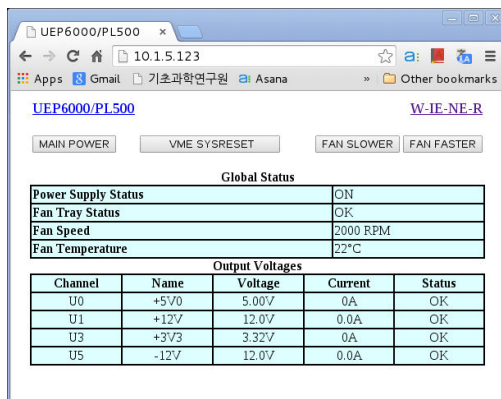 UEP6000/PL500
10.1.5.123
Apps Gmail 기초과학연구원 Asana » Other bookmarks
UEP6000/PL500 W-IE-NE-R
MAIN POWER VME SYSRESET FAN SLOWER FAN FASTER
Global Status
Power Supply Status ON
Fan Tray Status OK
Fan Speed 2000 RPM
Fan Temperature 22°C
Output Voltages
Channel Name Voltage Current Status
U0 +5V0 5.00V 0A OK
U1 +12V 12.0V 0.0A OK
U3 +3V3 3.32V 0A OK
U5 -12V 12.0V 0.0A OK